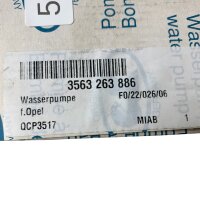 5
3563 263 886
Wasserpumpe F0/22/026/06
f.Opel
QCP3517 MIAB 1